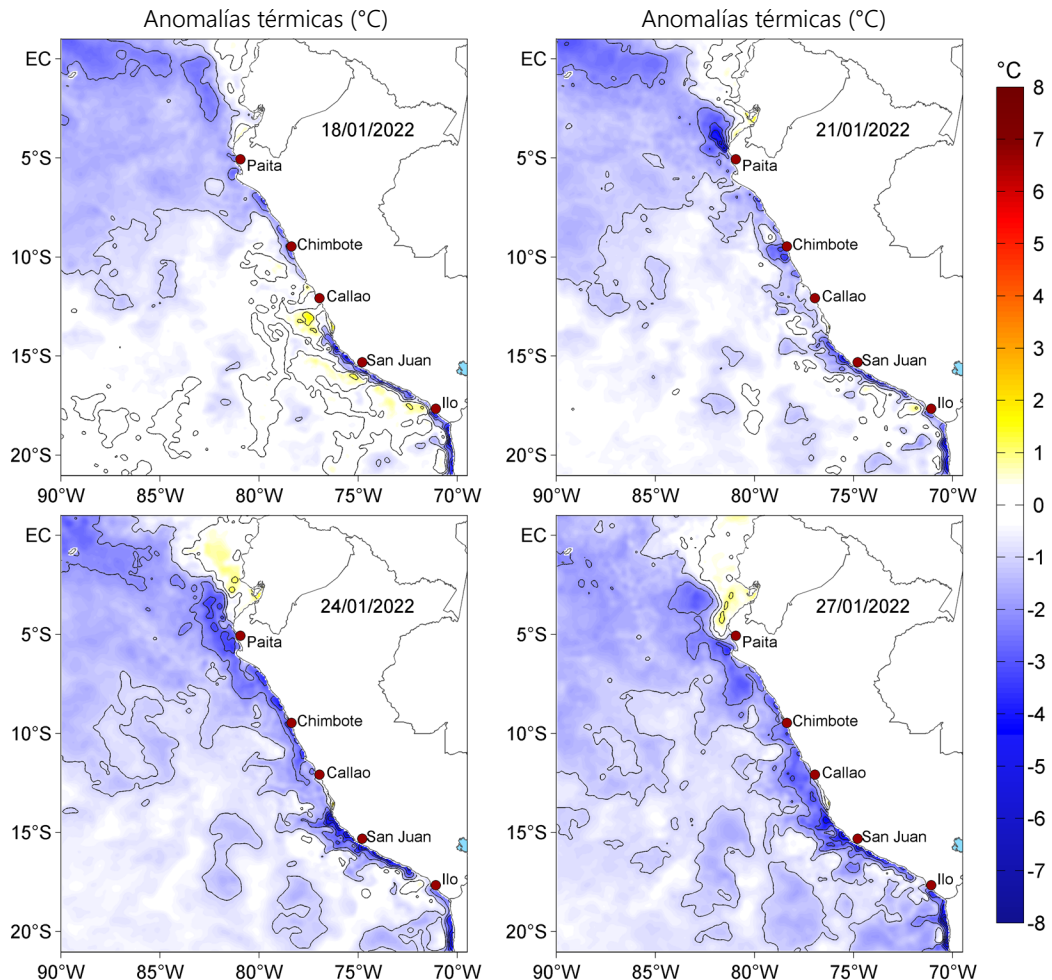 Anomalías térmicas (°C)
Anomalías térmicas (°C)
EC
5°S
10°S
15°S
20°S
90°W
85°W
80°W
75°W
70°W
18/01/2022
Paita
Chimbote
Callao
San Juan
Ilo
EC
5°S
10°S
15°S
20°S
90°W
85°W
80°W
75°W
70°W
21/01/2022
Paita
Chimbote
Callao
San Juan
Ilo
°C
8
7
6
5
4
3
2
1
0
-1
-2
-3
-4
-5
-6
-7
-8
EC
5°S
10°S
15°S
20°S
90°W
85°W
80°W
75°W
70°W
24/01/2022
Paita
Chimbote
Callao
San Juan
Ilo
EC
5°S
10°S
15°S
20°S
90°W
85°W
80°W
75°W
70°W
27/01/2022
Paita
Chimbote
Callao
San Juan
Ilo